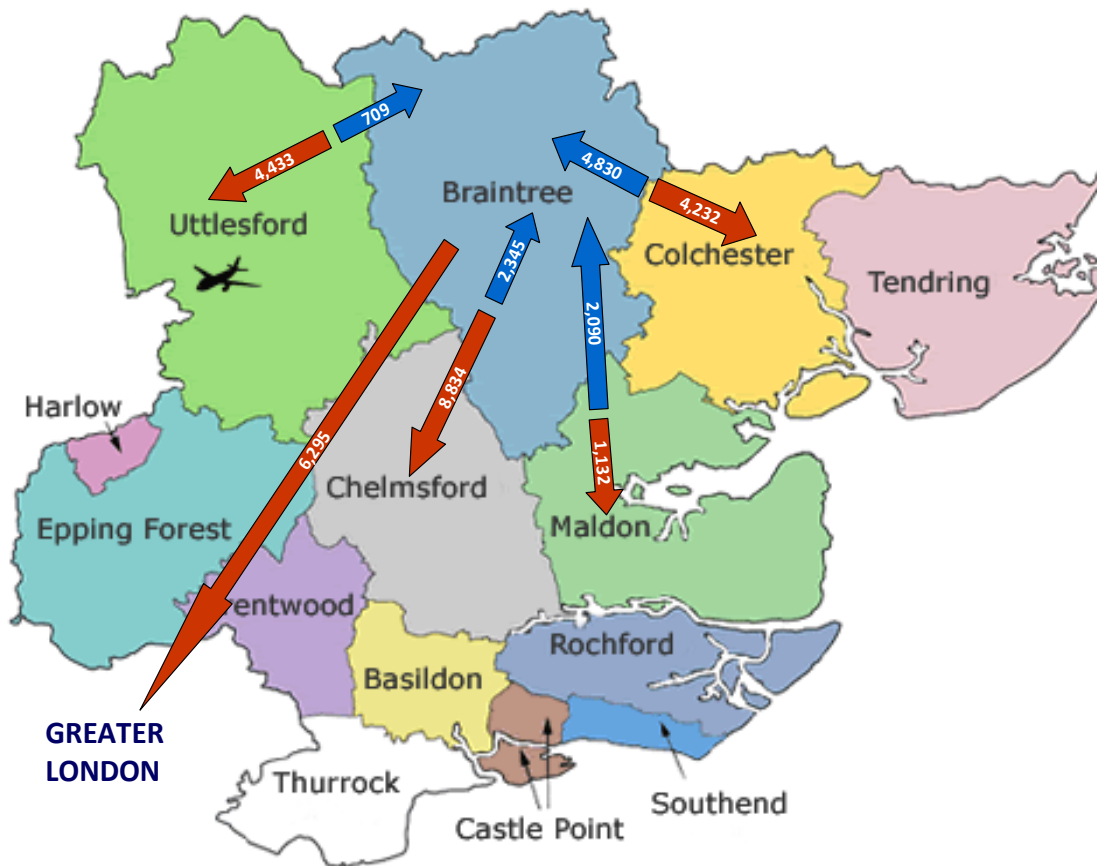 709
4,433
4,830
Braintree
4,232
Uttlesford
2,345
Colchester
Tendring
2,090
8,834
Harlow
6,295
1,132
Chelmsford
Epping Forest
Maldon
rentwood
Rochford
Basildon
GREATER
LONDON
Thurrock
Southend
Castle Point